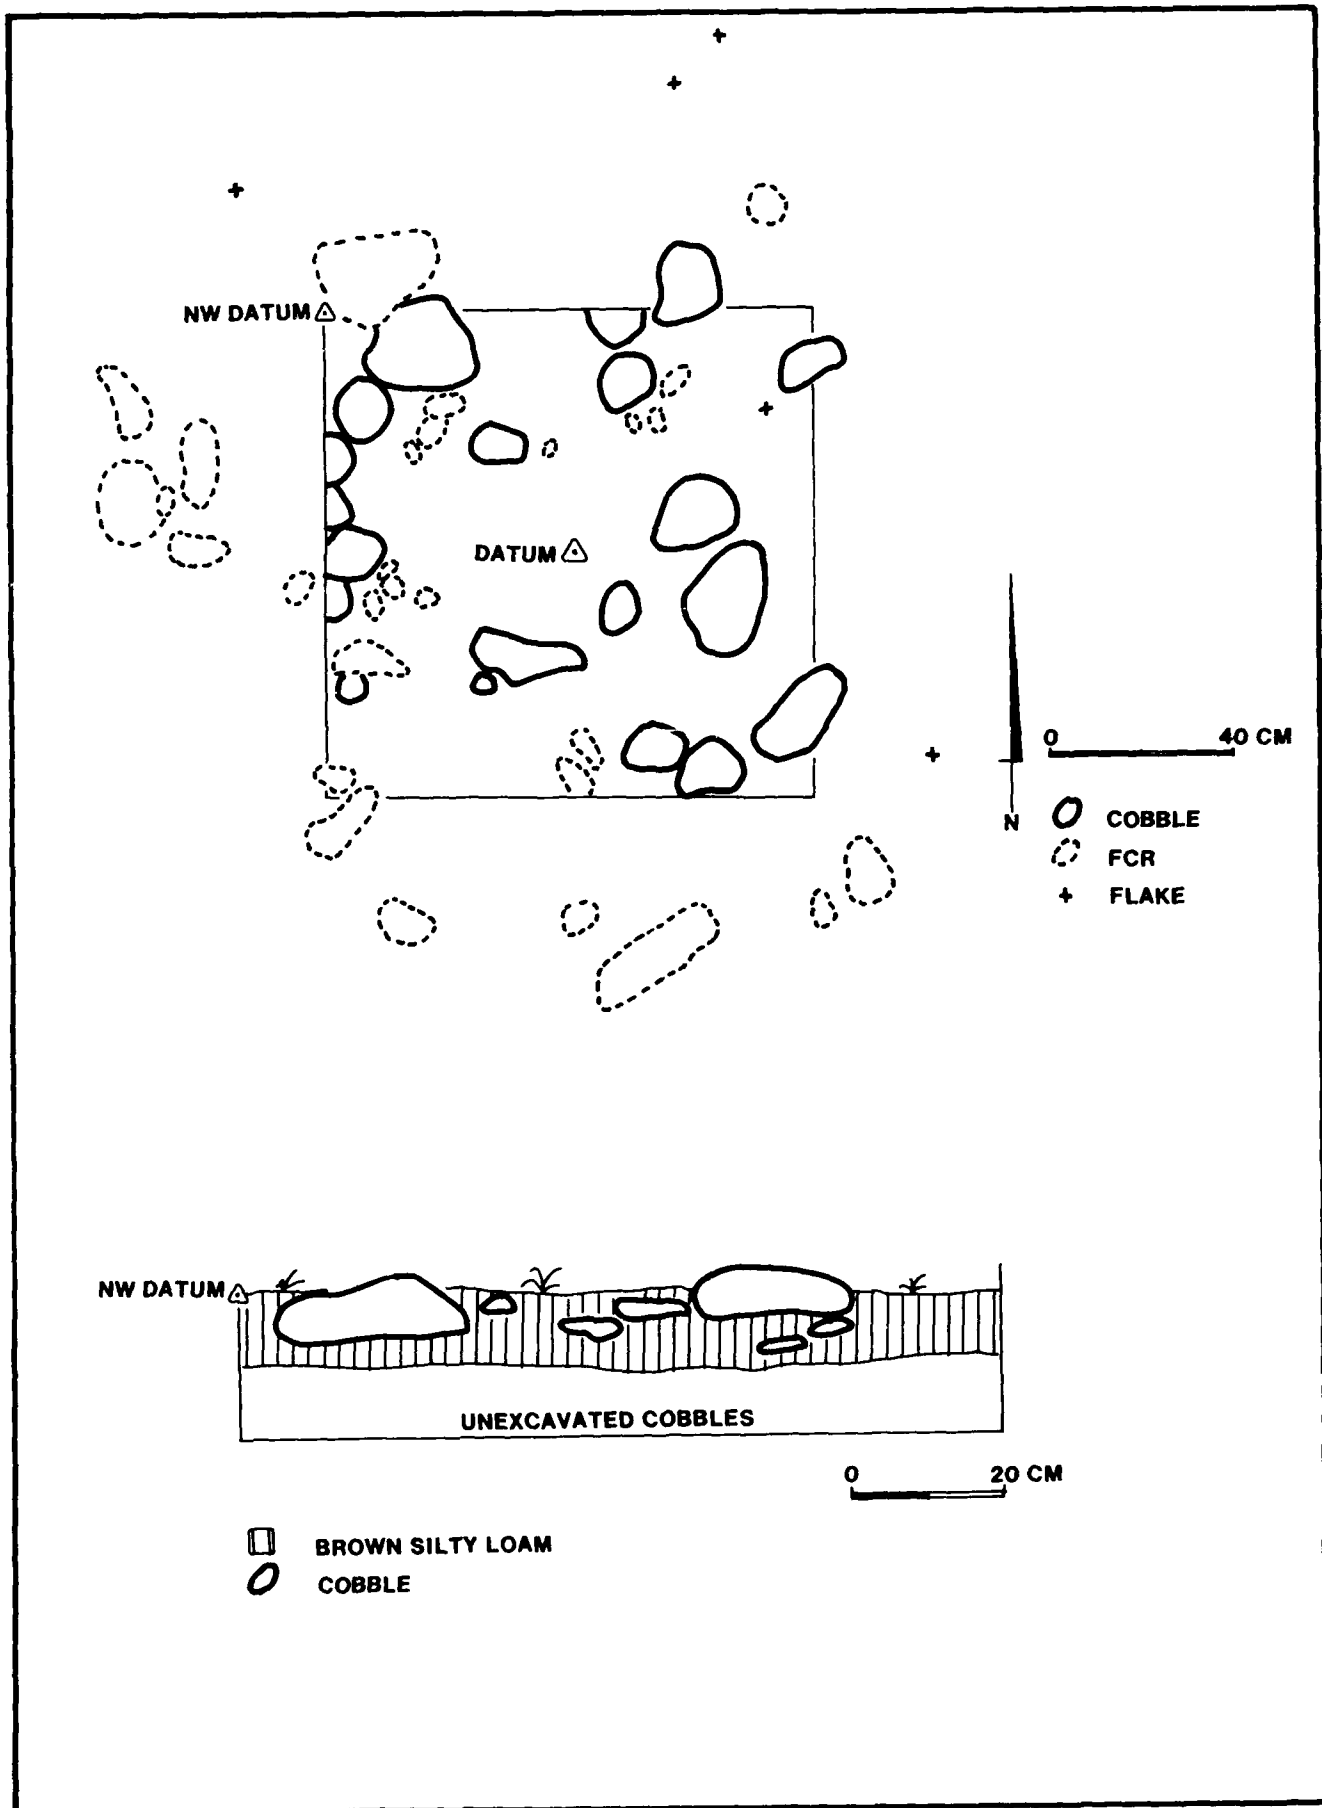 NW DATUM
DATUM
0 40 CM
N
COBBLE
FCR
+ FLAKE
NW DATUM
UNEXCAVATED COBBLES
0 20 CM
BROWN SILTY LOAM
COBBLE